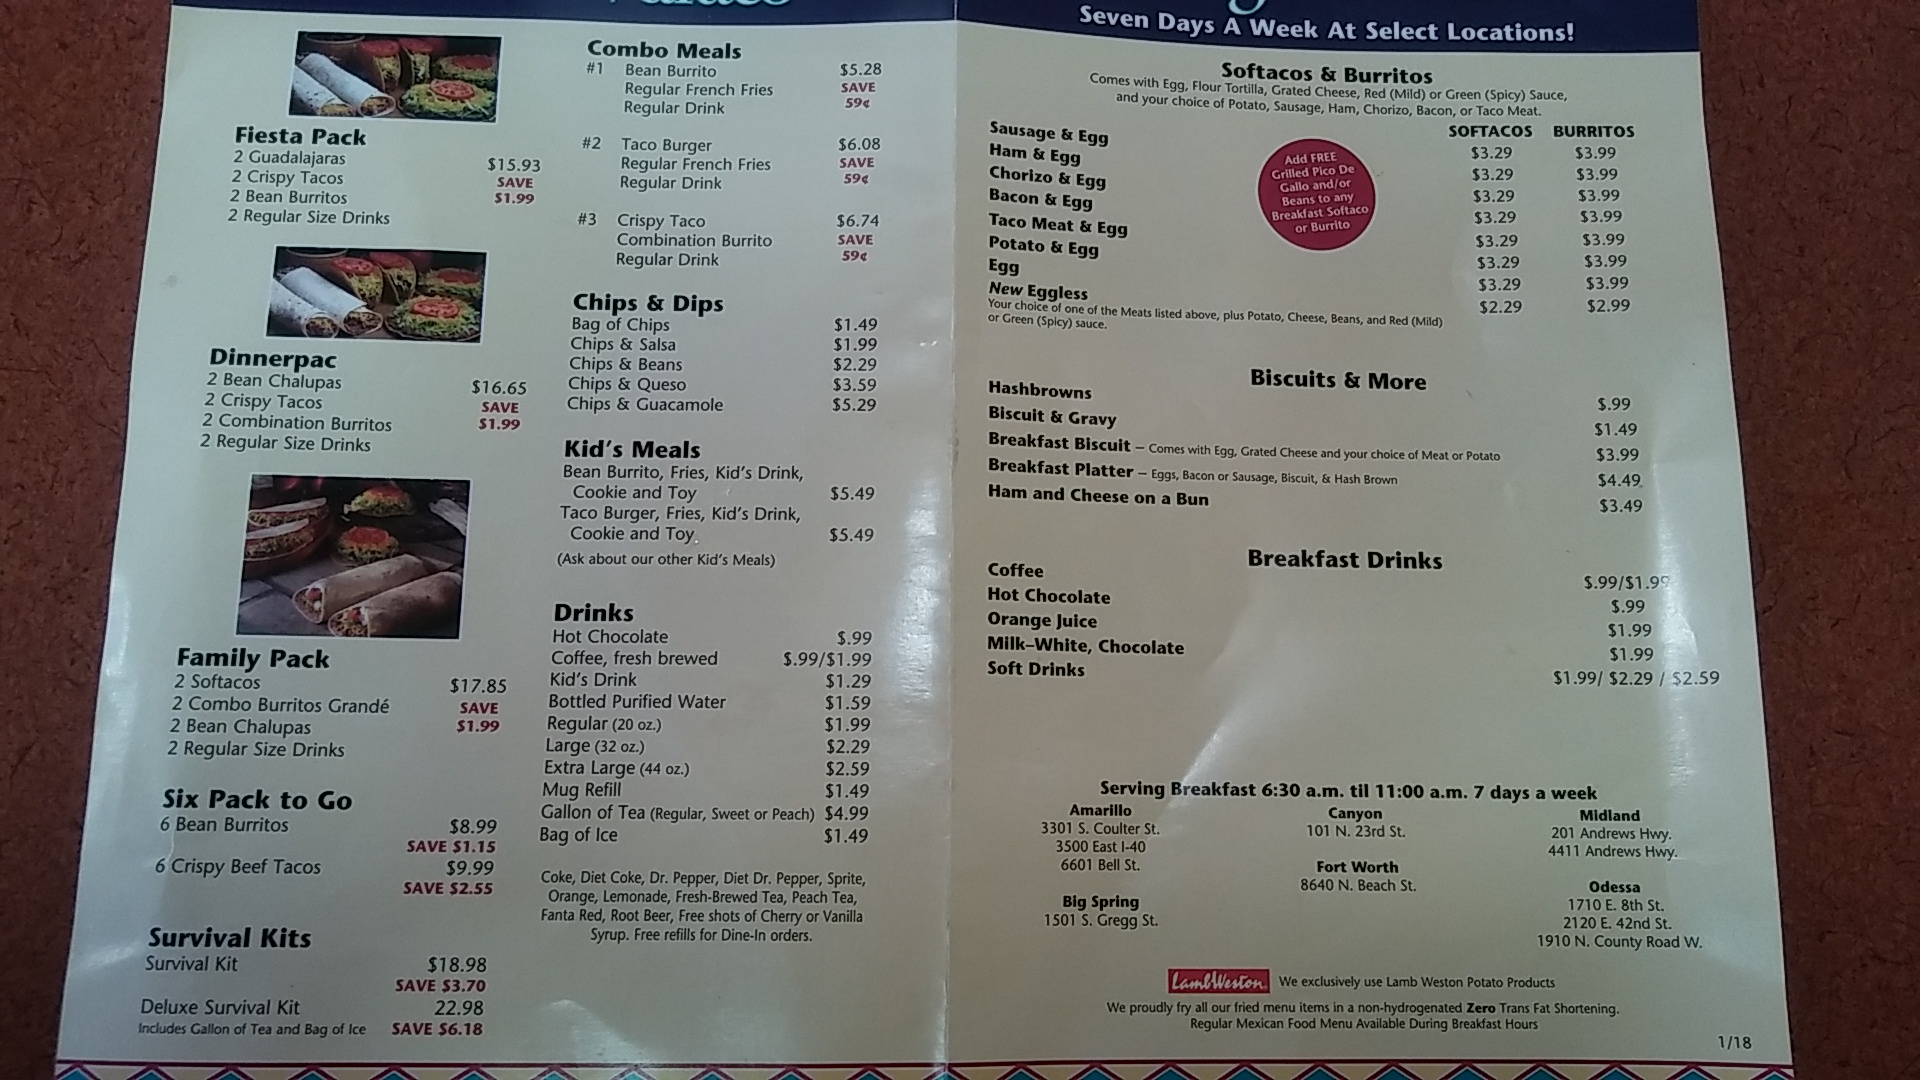 Fiesta Pack
2 Guadalajaras $15.93
2 Crispy Tacos SAVE
2 Bean Burritos $1.99
2 Regular Size Drinks
Dinnerpac
2 Bean Chalupas $16.65
2 Crispy Tacos SAVE
2 Combination Burritos $1.99
2 Regular Size Drinks
Family Pack
2 Softacos $17.85
2 Combo Burritos Grandé SAVE
2 Bean Chalupas $1.99
2 Regular Size Drinks
Six Pack to Go
6 Bean Burritos $8.99
SAVE $1.15
6 Crispy Beef Tacos $9.99
SAVE $2.55
Survival Kits
Survival Kit $18.98
SAVE $3.70
Deluxe Survival Kit 22.98
Includes Gallon of Tea and Bag of Ice SAVE $6.18
Combo Meals
#1 Bean Burrito $5.28
Regular French Fries SAVE
Regular Drink 59¢
#2 Taco Burger $6.08
Regular French Fries SAVE
Regular Drink 59¢
#3 Crispy Taco $6.74
Combination Burrito SAVE
Regular Drink 59¢
Chips & Dips
Bag of Chips $1.49
Chips & Salsa $1.99
Chips & Beans $2.29
Chips & Queso $3.59
Chips & Guacamole $5.29
Kid's Meals
Bean Burrito, Fries, Kid's Drink,
Cookie and Toy $5.49
Taco Burger, Fries, Kid's Drink,
Cookie and Toy $5.49
(Ask about our other Kid's Meals)
Drinks
Hot Chocolate $.99
Coffee, fresh brewed $.99/$1.99
Kid's Drink $1.29
Bottled Purified Water $1.59
Regular (20 oz.) $1.99
Large (32 oz.) $2.29
Extra Large (44 oz.) $2.59
Mug Refill $1.49
Gallon of Tea (Regular, Sweet or Peach) $4.99
Bag of Ice $1.49
Coke, Diet Coke, Dr. Pepper, Diet Dr. Pepper, Sprite,
Orange, Lemonade, Fresh-Brewed Tea, Peach Tea,
Fanta Red, Root Beer, Free shots of Cherry or Vanilla
Syrup. Free refills for Dine-In orders.
Seven Days A Week At Select Locations!
Softacos & Burritos
Comes with Egg, Flour Tortilla, Grated Cheese, Red (Mild) or Green (Spicy) Sauce,
and your choice of Potato, Sausage, Ham, Chorizo, Bacon, or Taco Meat.
SOFTACOS BURRITOS
Sausage & Egg $3.29 $3.99
Ham & Egg $3.29 $3.99
Chorizo & Egg $3.29 $3.99
Bacon & Egg $3.29 $3.99
Taco Meat & Egg $3.29 $3.99
Potato & Egg $3.29 $3.99
Egg $3.29 $3.99
New Eggless $2.29 $2.99
Your choice of one of the Meats listed above, plus Potato, Cheese, Beans, and Red (Mild)
or Green (Spicy) sauce.
Add FREE
Grilled Pico De
Gallo and/or
Beans to any
Breakfast Softaco
or Burrito
Biscuits & More
Hashbrowns $.99
Biscuit & Gravy $1.49
Breakfast Biscuit – Comes with Egg, Grated Cheese and your choice of Meat or Potato $3.99
Breakfast Platter – Eggs, Bacon or Sausage, Biscuit, & Hash Brown $4.49
Ham and Cheese on a Bun $3.49
Breakfast Drinks
Coffee $.99/$1.99
Hot Chocolate $.99
Orange Juice $1.99
Milk–White, Chocolate $1.99
Soft Drinks $1.99/ $2.29 / $2.59
Serving Breakfast 6:30 a.m. til 11:00 a.m. 7 days a week
Amarillo
3301 S. Coulter St.
3500 East I-40
6601 Bell St.
Big Spring
1501 S. Gregg St.
Canyon
101 N. 23rd St.
Fort Worth
8640 N. Beach St.
Midland
201 Andrews Hwy.
4411 Andrews Hwy.
Odessa
1710 E. 8th St.
2120 E. 42nd St.
1910 N. County Road W.
LambWeston We exclusively use Lamb Weston Potato Products
We proudly fry all our fried menu items in a non-hydrogenated Zero Trans Fat Shortening.
Regular Mexican Food Menu Available During Breakfast Hours
1/18